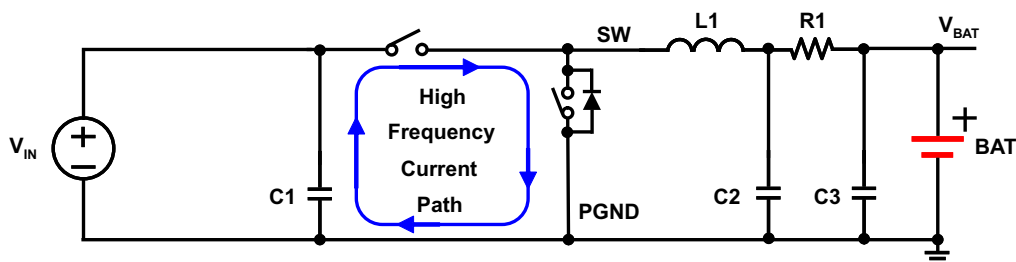 V_BAT
SW
L1
R1
High
Frequency
Current
Path
V_IN
+
−
C1
PGND
C2
C3
+
BAT